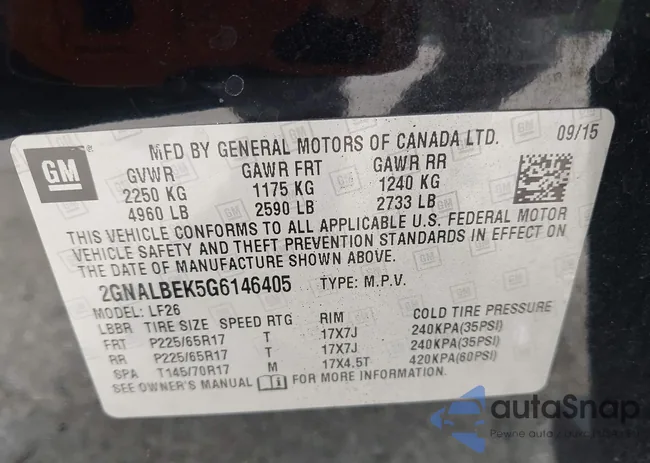 GM
MFD BY GENERAL MOTORS OF CANADA LTD. 09/15
GVWR GAWR FRT GAWR RR
2250 KG 1175 KG 1240 KG
4960 LB 2590 LB 2733 LB
THIS VEHICLE CONFORMS TO ALL APPLICABLE U.S. FEDERAL MOTOR
VEHICLE SAFETY AND THEFT PREVENTION STANDARDS IN EFFECT ON
THE DATE OF MANUFACTURE SHOWN ABOVE.
2GNALBEK5G6146405 TYPE: M.P.V.
MODEL: LF26
LBBR TIRE SIZE SPEED RTG RIM COLD TIRE PRESSURE
FRT P225/65R17 T 17X7J 240KPA(35PSI)
RR P225/65R17 T 17X7J 240KPA(35PSI)
SPA T145/70R17 M 17X4.5T 420KPA(60PSI)
SEE OWNER'S MANUAL FOR MORE INFORMATION.
autaSnap
Pewne auto